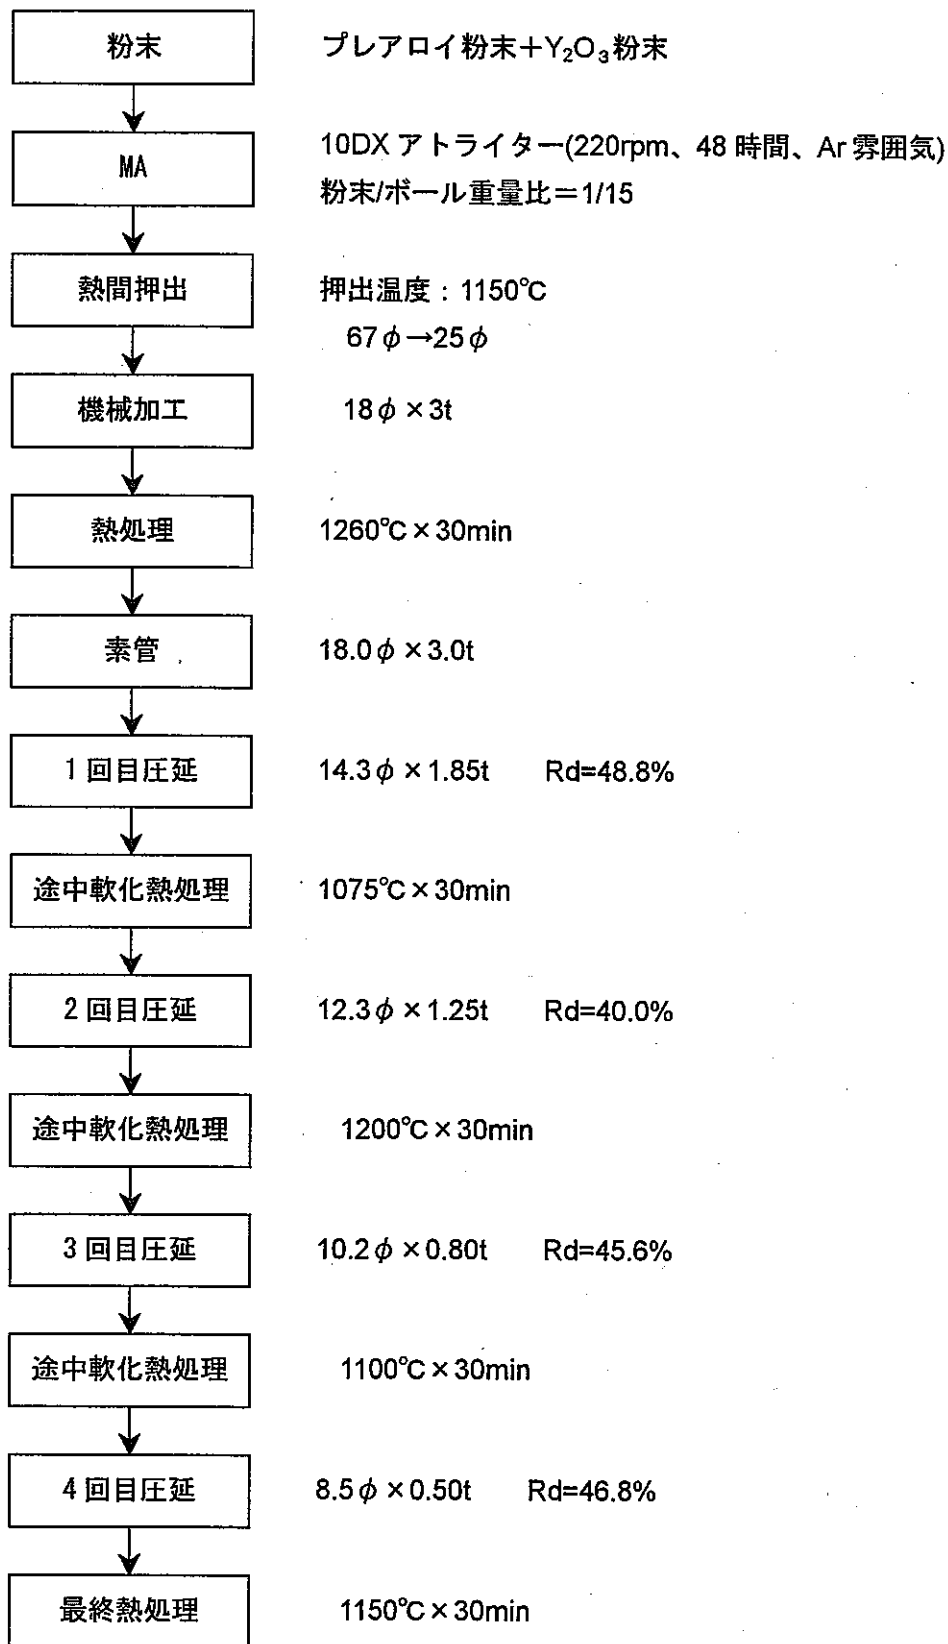 粉末 プレアロイ粉末+Y₂O₃粉末
MA 10DX アトライター(220rpm、48 時間、Ar 雰囲気)
粉末/ボール重量比=1/15
熱間押出 押出温度:1150℃
67φ→25φ
機械加工 18φ×3t
熱処理 1260℃×30min
素管 18.0φ×3.0t
1回目圧延 14.3φ×1.85t Rd=48.8%
途中軟化熱処理 1075℃×30min
2回目圧延 12.3φ×1.25t Rd=40.0%
途中軟化熱処理 1200℃×30min
3回目圧延 10.2φ×0.80t Rd=45.6%
途中軟化熱処理 1100℃×30min
4回目圧延 8.5φ×0.50t Rd=46.8%
最終熱処理 1150℃×30min